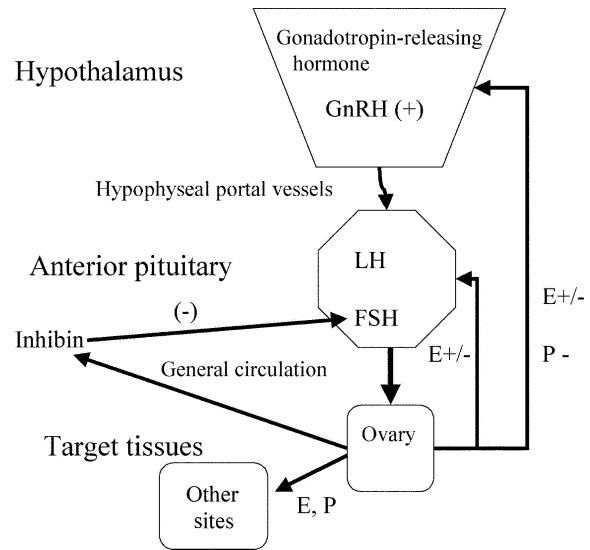 Gonadotropin-releasing
hormone
Hypothalamus
GnRH (+)
Hypophyseal portal vessels
LH
Anterior pituitary
(-)
FSH
E+/-
Inhibin
E+/-
P -
General circulation
Target tissues
Ovary
Other
sites
E, P